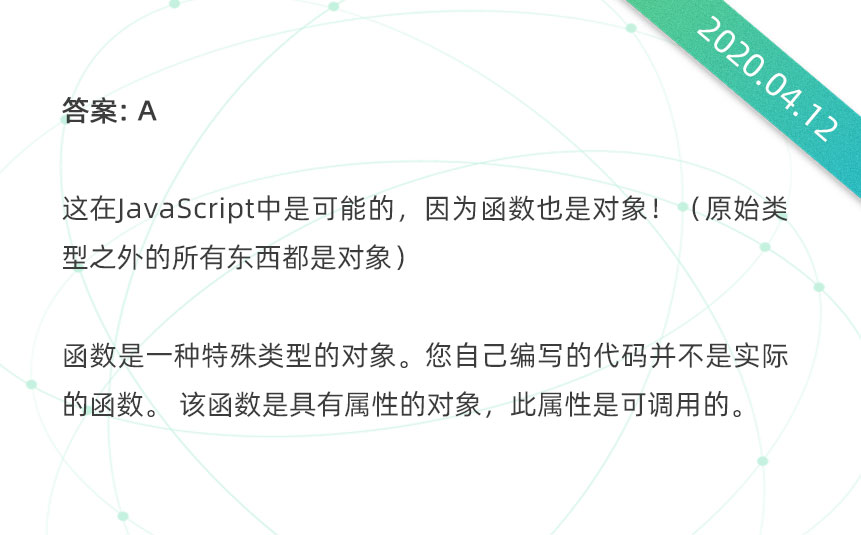 2020.04.12
答案: A
这在JavaScript中是可能的，因为函数也是对象！（原始类
型之外的所有东西都是对象）
函数是一种特殊类型的对象。您自己编写的代码并不是实际
的函数。 该函数是具有属性的对象，此属性是可调用的。